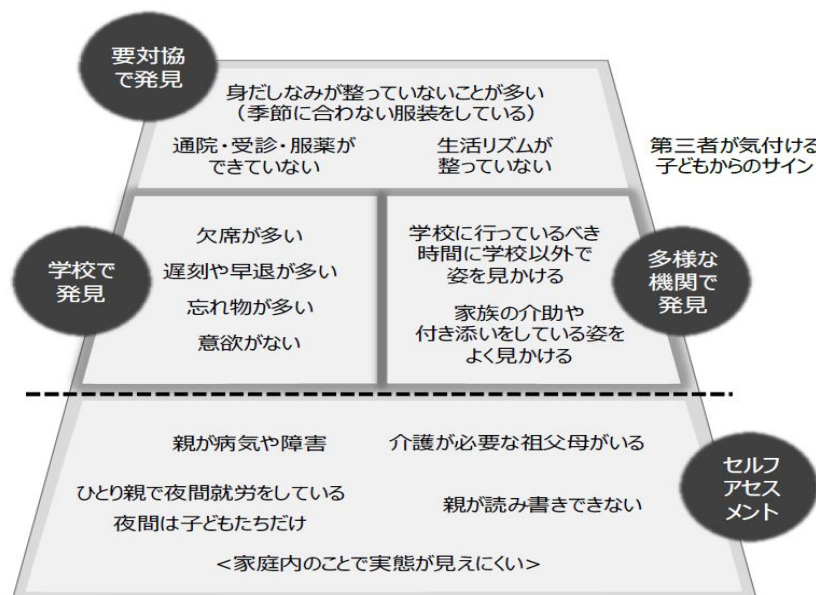 要対協
で発見
身だしなみが整っていないことが多い
（季節に合わない服装をしている）
通院・受診・服薬が
できていない
生活リズムが
整っていない
第三者が気付ける
子どもからのサイン
学校で
発見
欠席が多い
遅刻や早退が多い
忘れ物が多い
意欲がない
学校に行っているべき
時間に学校以外で
姿を見かける
家族の介助や
付き添いをしている姿を
よく見かける
多様な
機関で
発見
親が病気や障害
介護が必要な祖父母がいる
ひとり親で夜間就労をしている
夜間は子どもたちだけ
親が読み書きできない
＜家庭内のことで実態が見えにくい＞
セルフ
アセス
メント